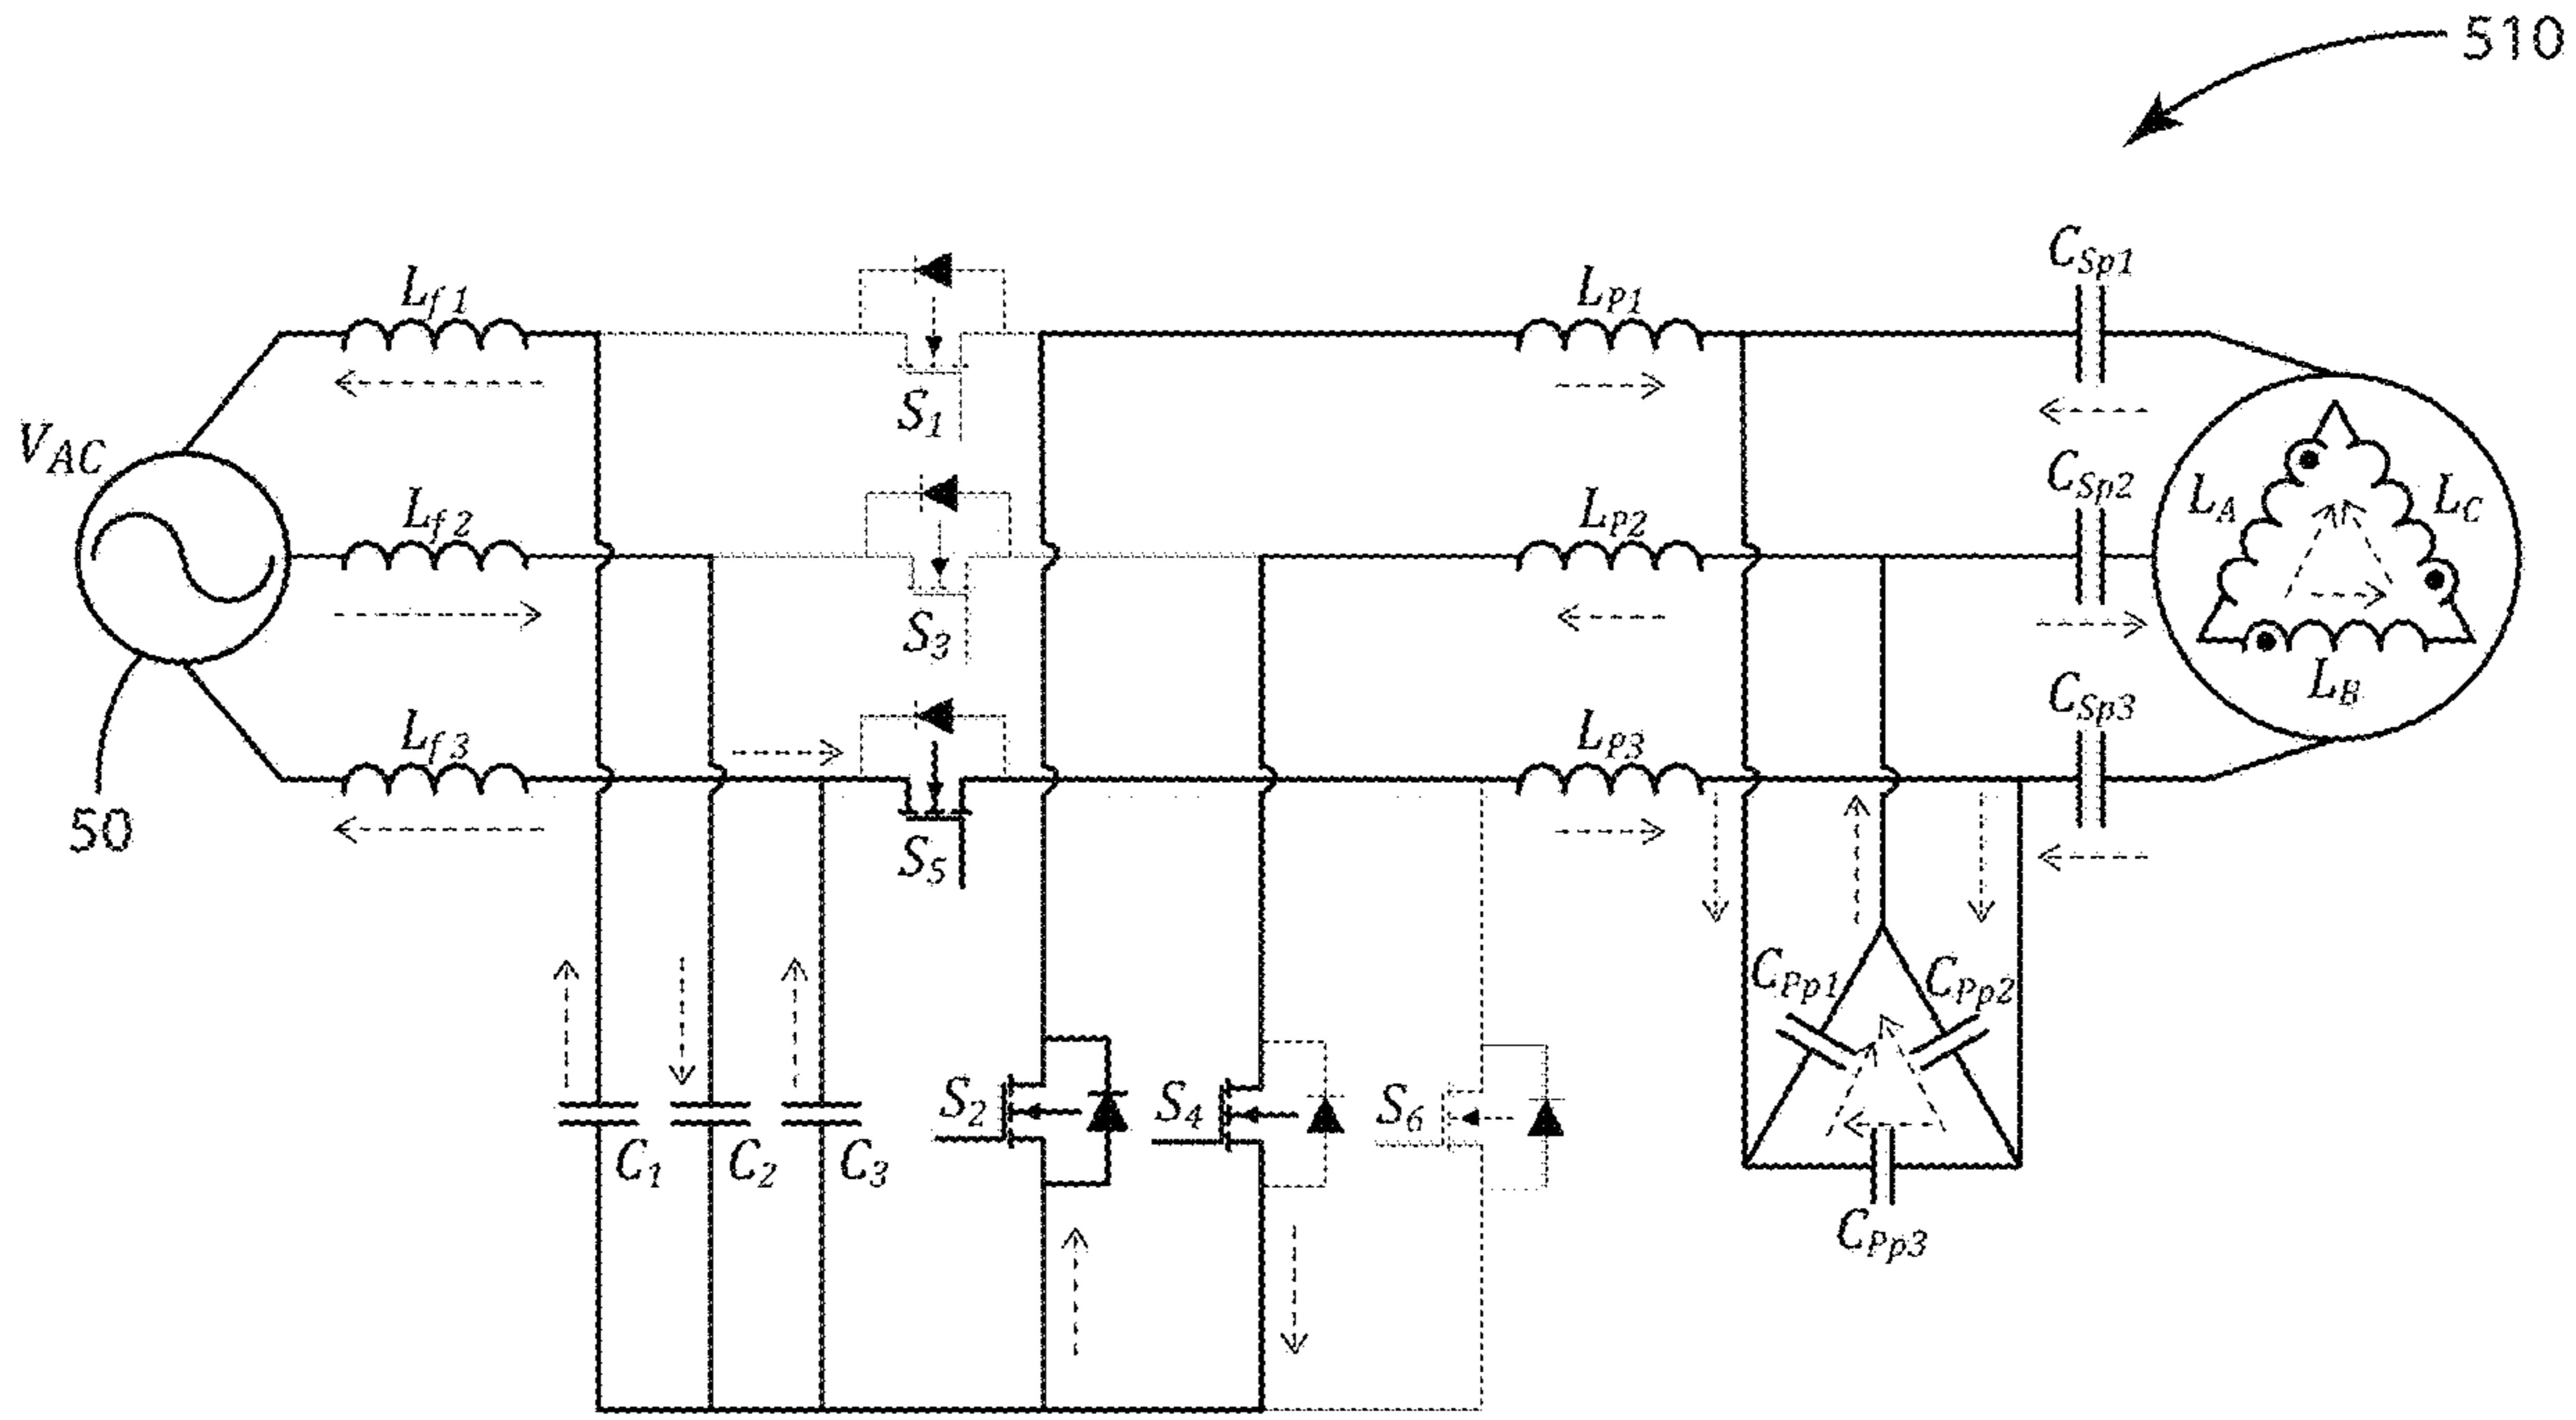 510
C_{Sp1}
L_{f1}
L_{P1}
S_1
V_{AC}
C_{Sp2}
L_{f2}
L_{P2}
L_A
L_C
S_3
L_B
C_{Sp3}
L_{f3}
L_{P3}
50
S_5
C_{Pp1}
C_{Pp2}
S_2
S_4
S_6
C_1
C_2
C_3
C_{Pp3}